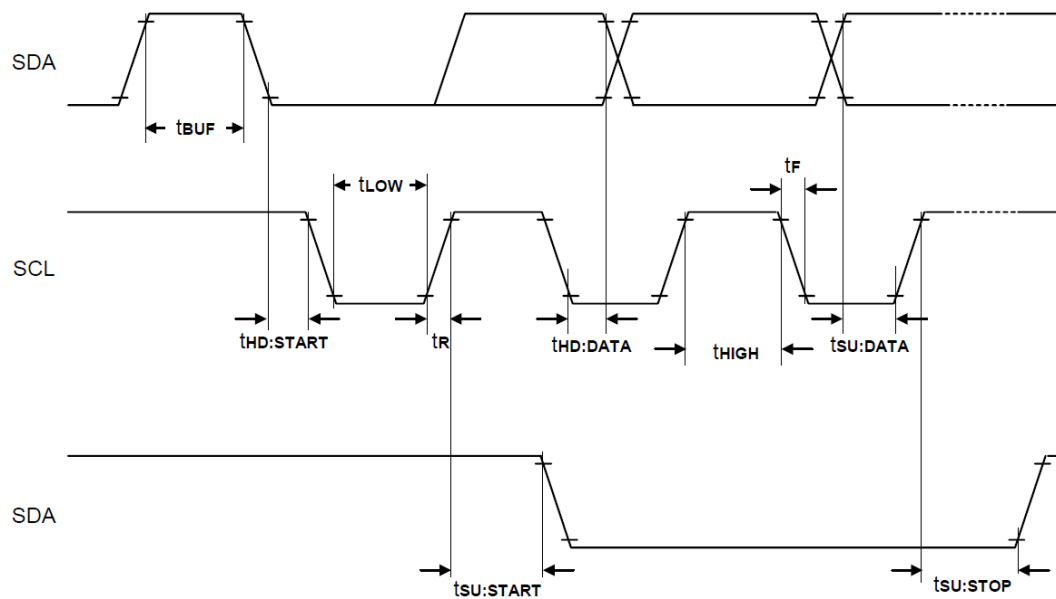 SDA
tBUF
tLOW
tF
SCL
tHD:START
tR
tHD:DATA
tHIGH
tSU:DATA
SDA
tSU:START
tSU:STOP